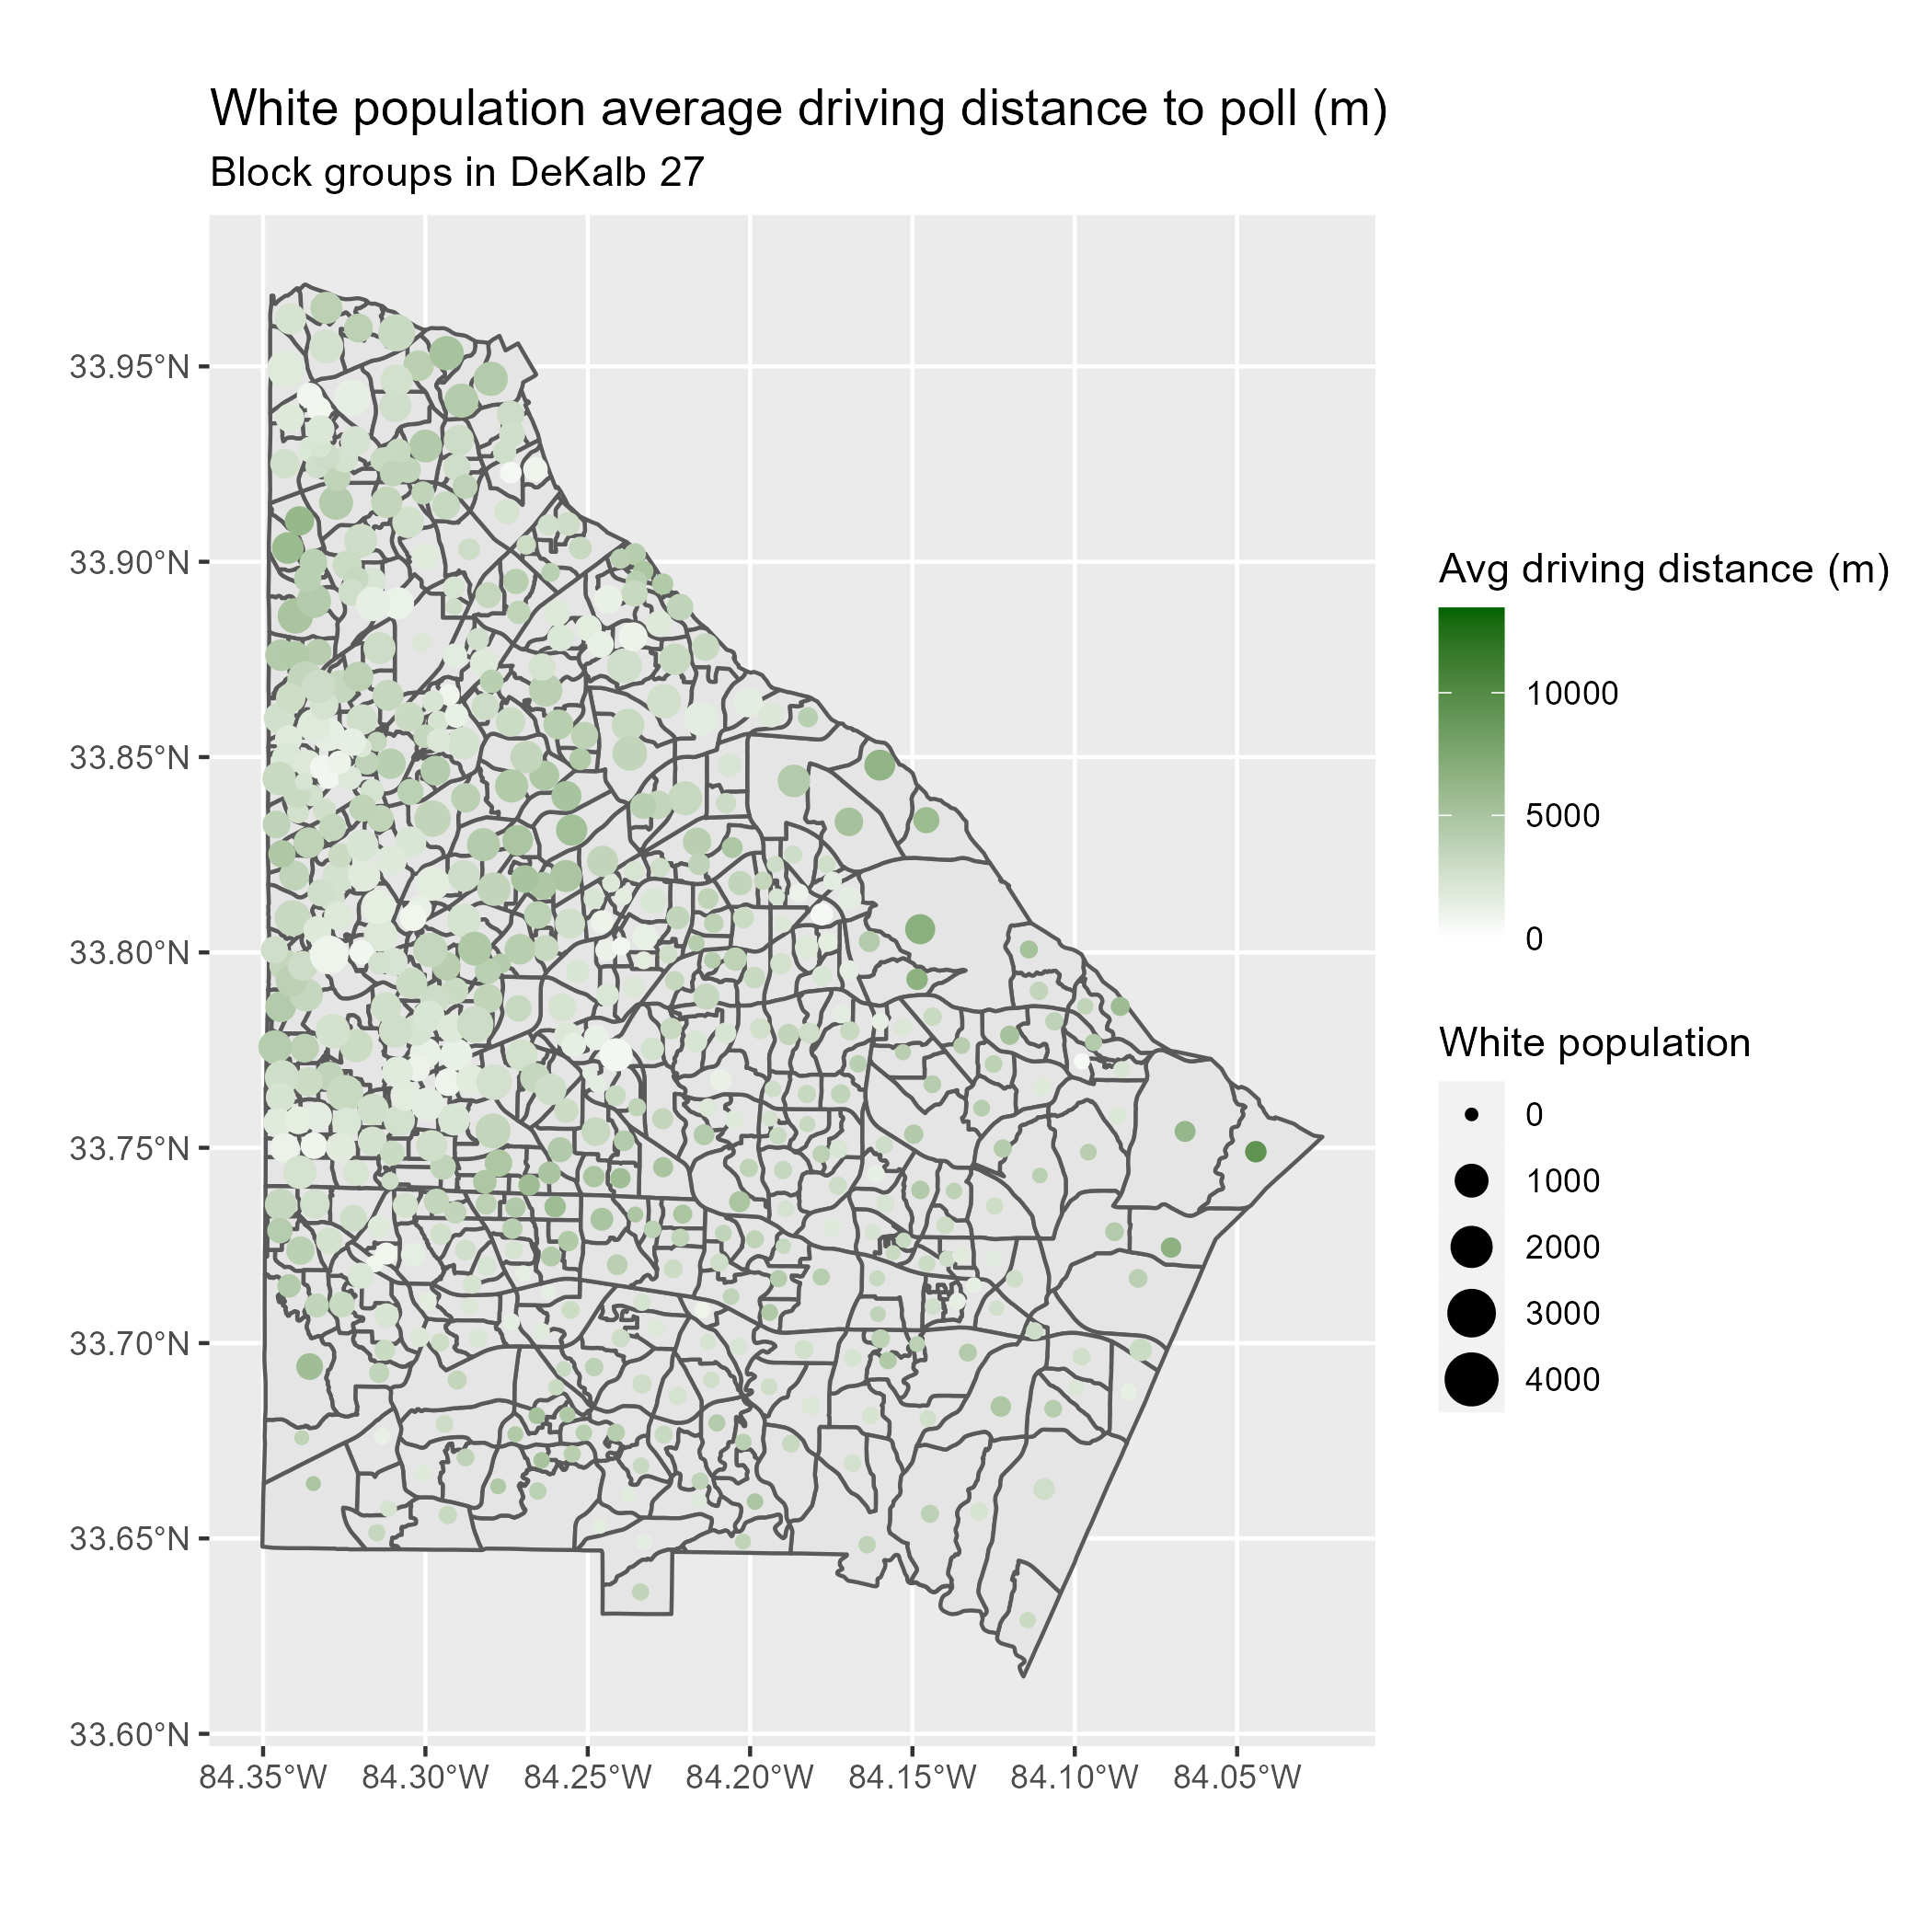 White population average driving distance to poll (m)
Block groups in DeKalb 27
33.95°N
33.90°N
33.85°N
33.80°N
33.75°N
33.70°N
33.65°N
33.60°N
84.35°W
84.30°W
84.25°W
84.20°W
84.15°W
84.10°W
84.05°W
Avg driving distance (m)
10000
5000
0
White population
0
1000
2000
3000
4000